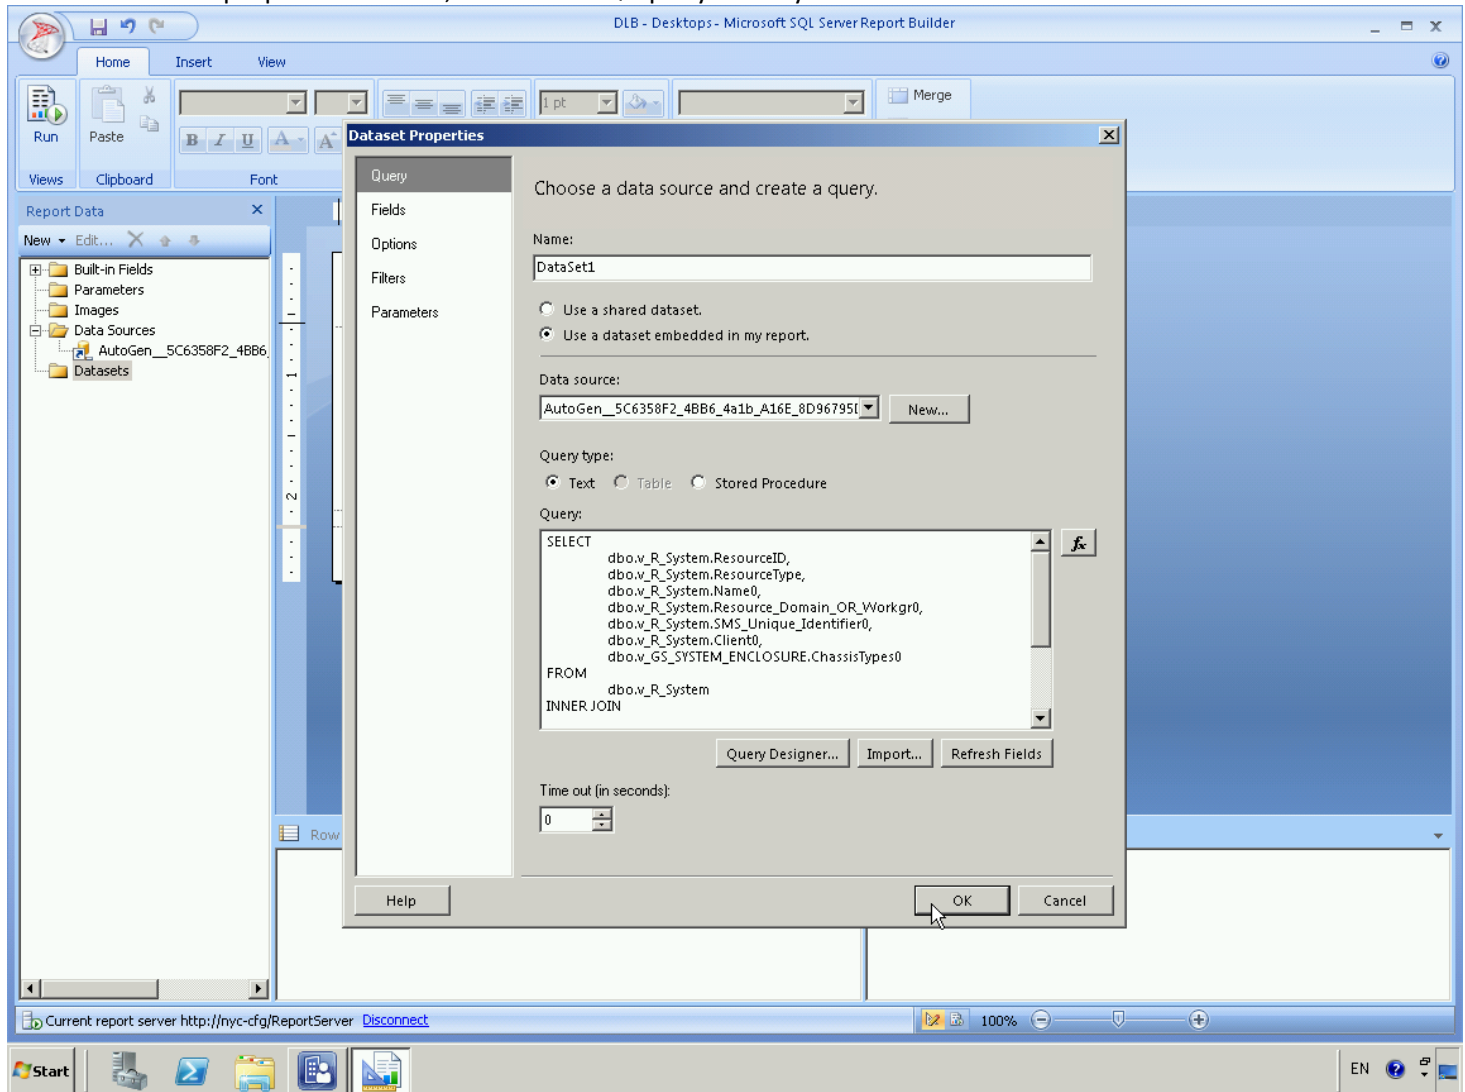 DLB - Desktops - Microsoft SQL Server Report Builder
Home Insert View
Run
Paste
1 pt
Merge
B I U A A
Views Clipboard Font
Report Data
New Edit...
Built-in Fields
Parameters
Images
Data Sources
AutoGen__5C6358F2_4BB6_
Datasets
1
2
Row
Dataset Properties
Query
Fields
Options
Filters
Parameters
Choose a data source and create a query.
Name:
DataSet1
Use a shared dataset.
Use a dataset embedded in my report.
Data source:
AutoGen__5C6358F2_4BB6_4a1b_A16E_8D96795
New...
Query type:
Text Table Stored Procedure
Query:
SELECT
dbo.v_R_System.ResourceID,
dbo.v_R_System.ResourceType,
dbo.v_R_System.Name0,
dbo.v_R_System.Resource_Domain_OR_Workgr0,
dbo.v_R_System.SMS_Unique_Identifier0,
dbo.v_R_System.Client0,
dbo.v_GS_SYSTEM_ENCLOSURE.ChassisTypes0
FROM
dbo.v_R_System
INNER JOIN
fx
Query Designer... Import... Refresh Fields
Time out (in seconds):
0
Help OK Cancel
Current report server http://nyc-cfg/ReportServer Disconnect
100%
Start
EN